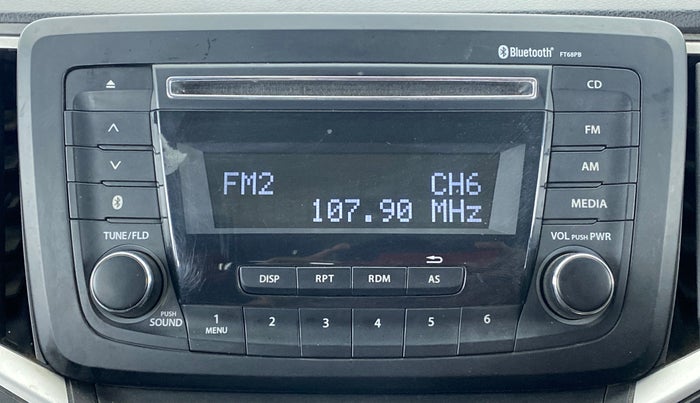 Bluetooth® FT68PB
CD
FM
AM
FM2 CH6
107.90 MHz
MEDIA
TUNE/FLD
VOL PUSH PWR
DISP RPT RDM AS
PUSH
SOUND
1 2 3 4 5 6
MENU